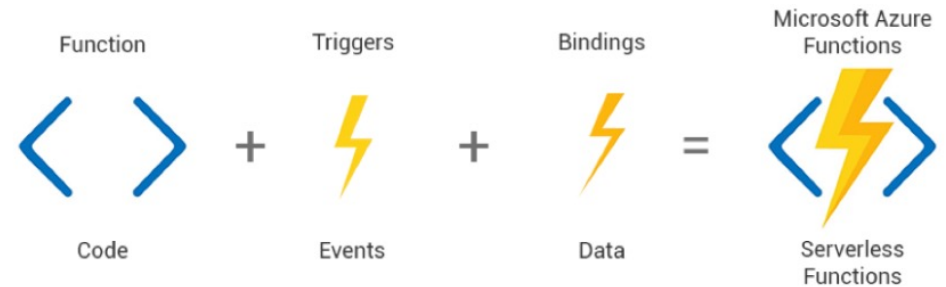 Function
Triggers
Bindings
Microsoft Azure
Functions
+
+
=
Code
Events
Data
Serverless
Functions